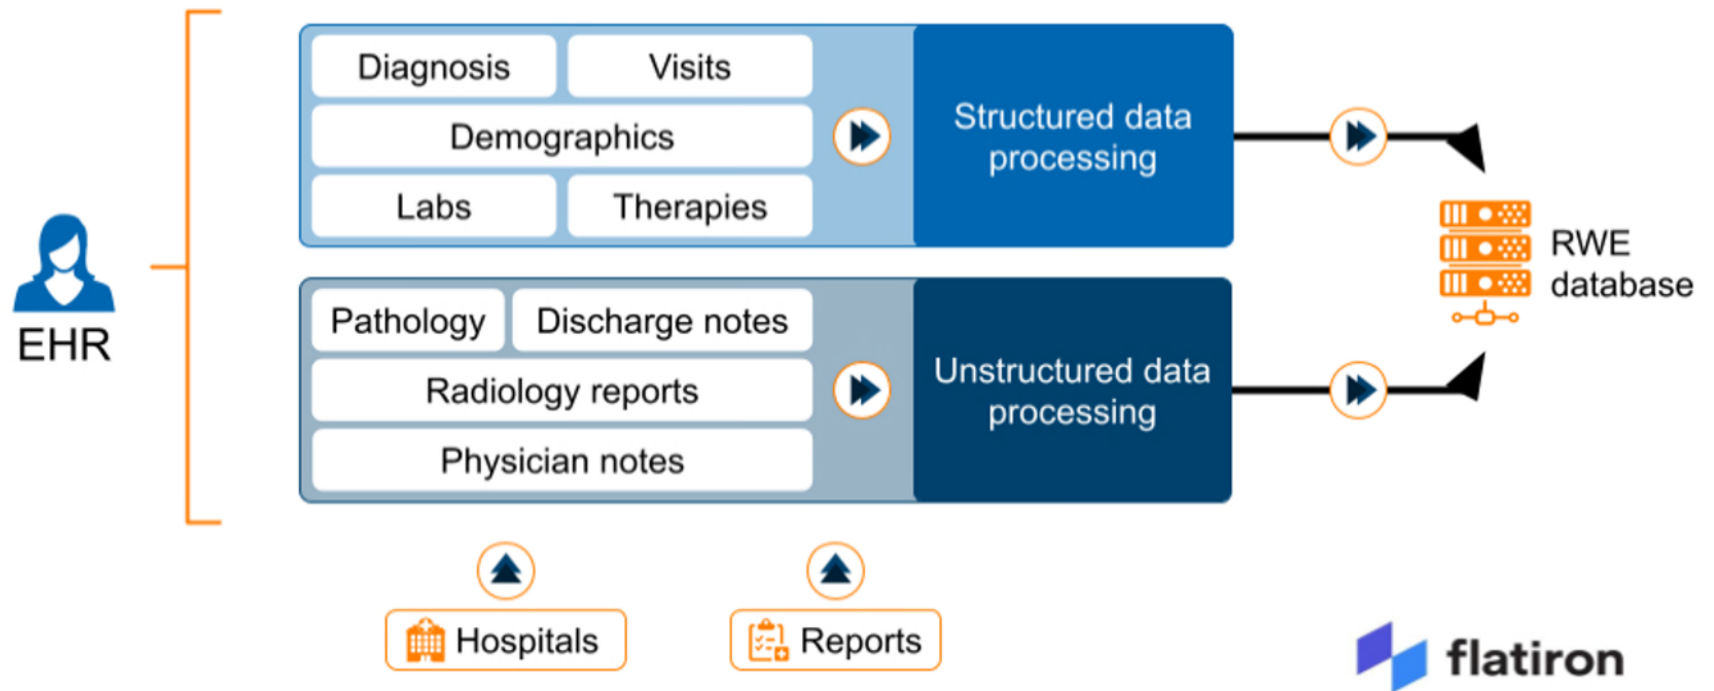 EHR
Diagnosis
Visits
Demographics
Labs
Therapies
Structured data
processing
Pathology
Discharge notes
Radiology reports
Physician notes
Unstructured data
processing
RWE
database
Hospitals
Reports
flatiron